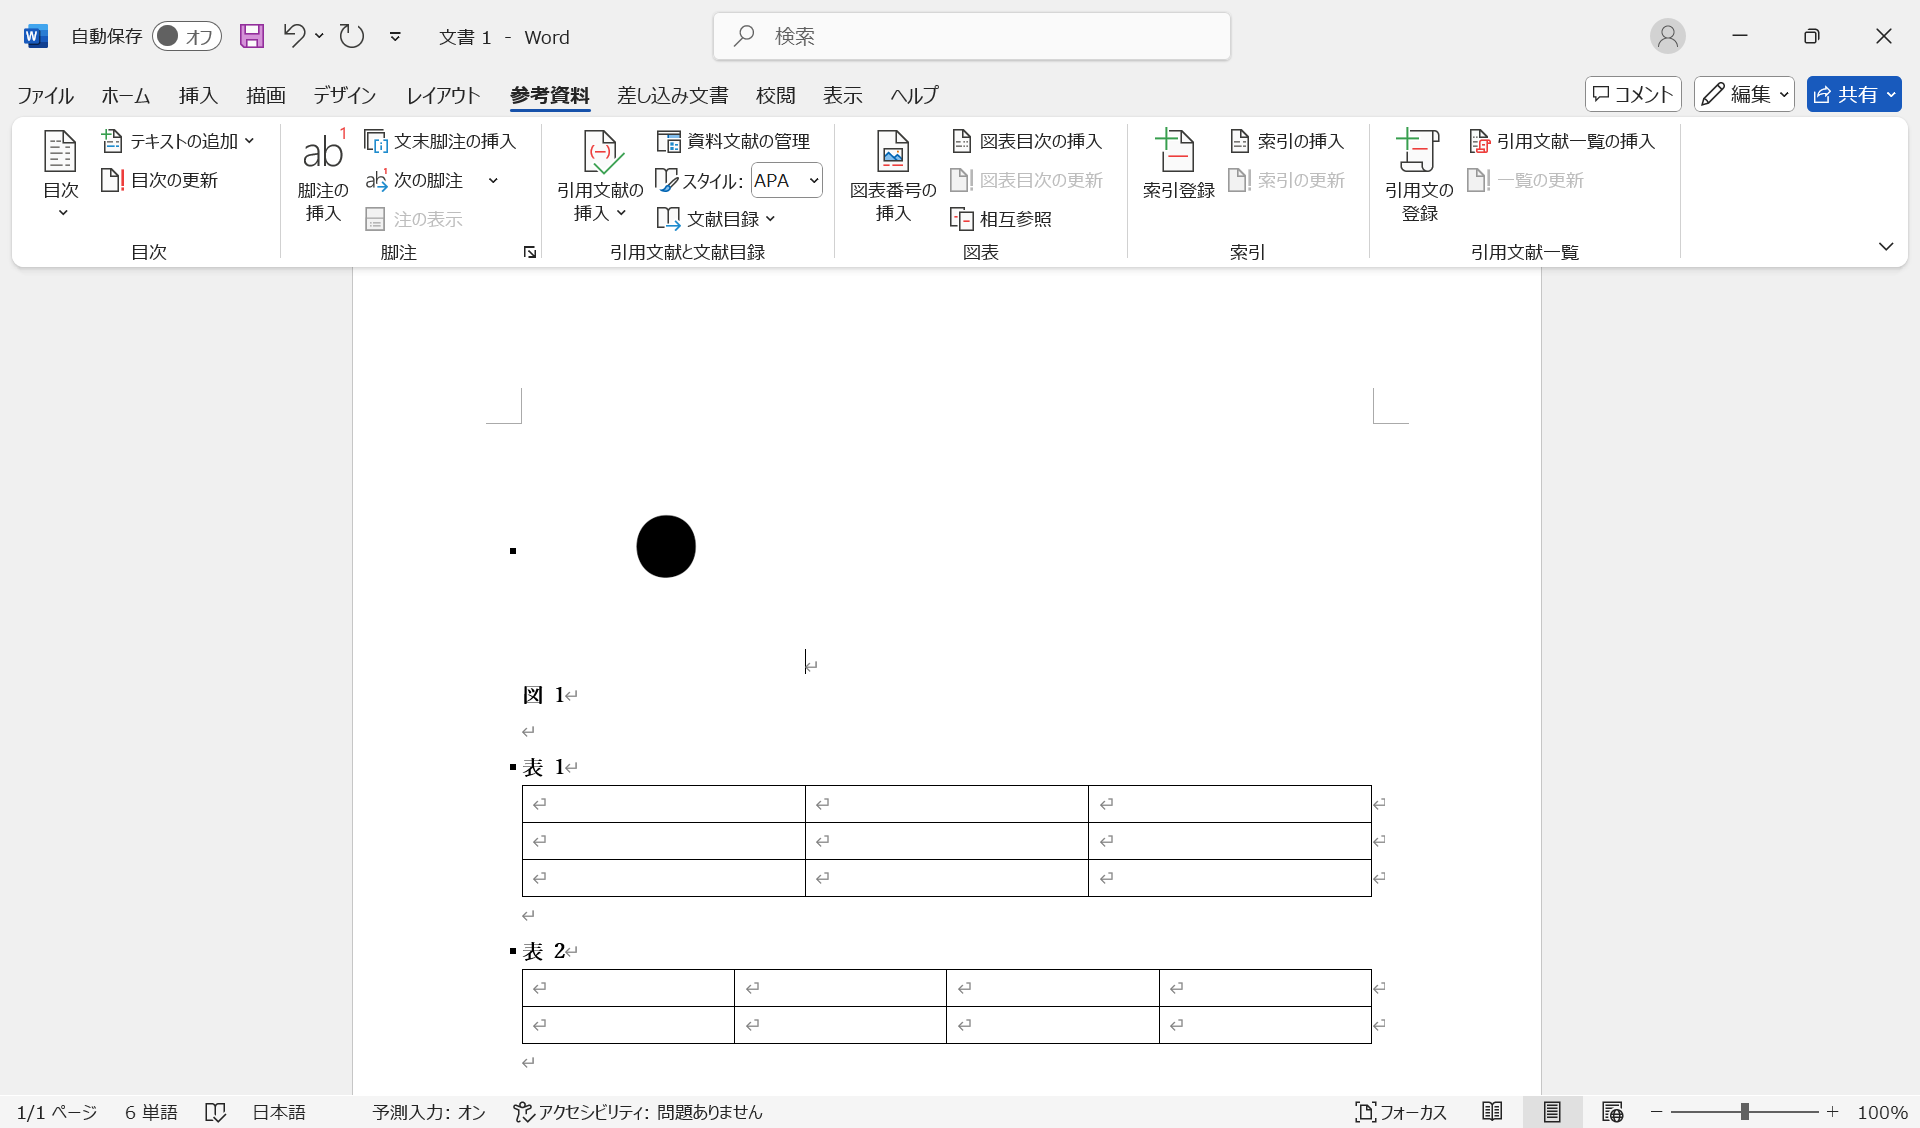 自動保存 オフ 文書 1 - Word 検索
ファイル ホーム 挿入 描画 デザイン レイアウト 参考資料 差し込み文書 校閲 表示 ヘルプ コメント 編集 共有
目次
テキストの追加
目次の更新
目次
ab1
脚注の
挿入
文末脚注の挿入
次の脚注
注の表示
脚注
引用文献の
挿入
資料文献の管理
スタイル: APA
文献目録
引用文献と文献目録
図表番号の
挿入
図表目次の挿入
図表目次の更新
相互参照
図表
索引登録
索引の挿入
索引の更新
索引
引用文の
登録
引用文献一覧の挿入
一覧の更新
引用文献一覧
図 1
表 1
表 2
1/1 ページ 6 単語 日本語 予測入力: オン アクセシビリティ: 問題ありません フォーカス 100%